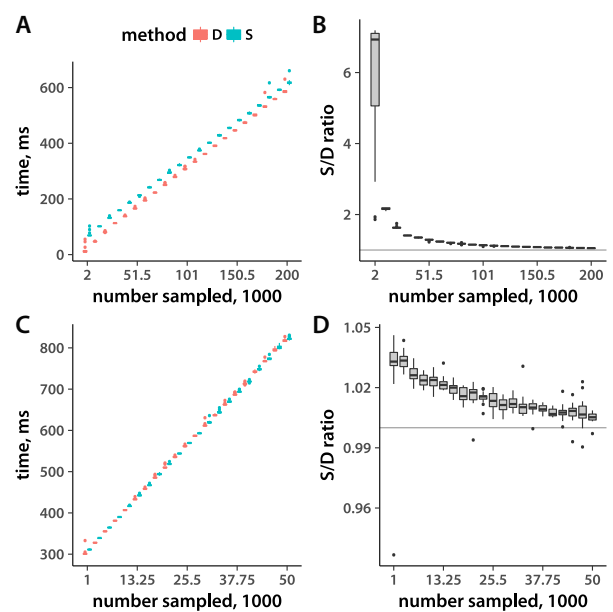 A
method D S
time, ms
600
400
200
0
2 51.5 101 150.5 200
number sampled, 1000
B
S/D ratio
6
4
2
2 51.5 101 150.5 200
number sampled, 1000
C
time, ms
800
700
600
500
400
300
1 13.25 25.5 37.75 50
number sampled, 1000
D
S/D ratio
1.05
1.02
0.99
0.96
1 13.25 25.5 37.75 50
number sampled, 1000